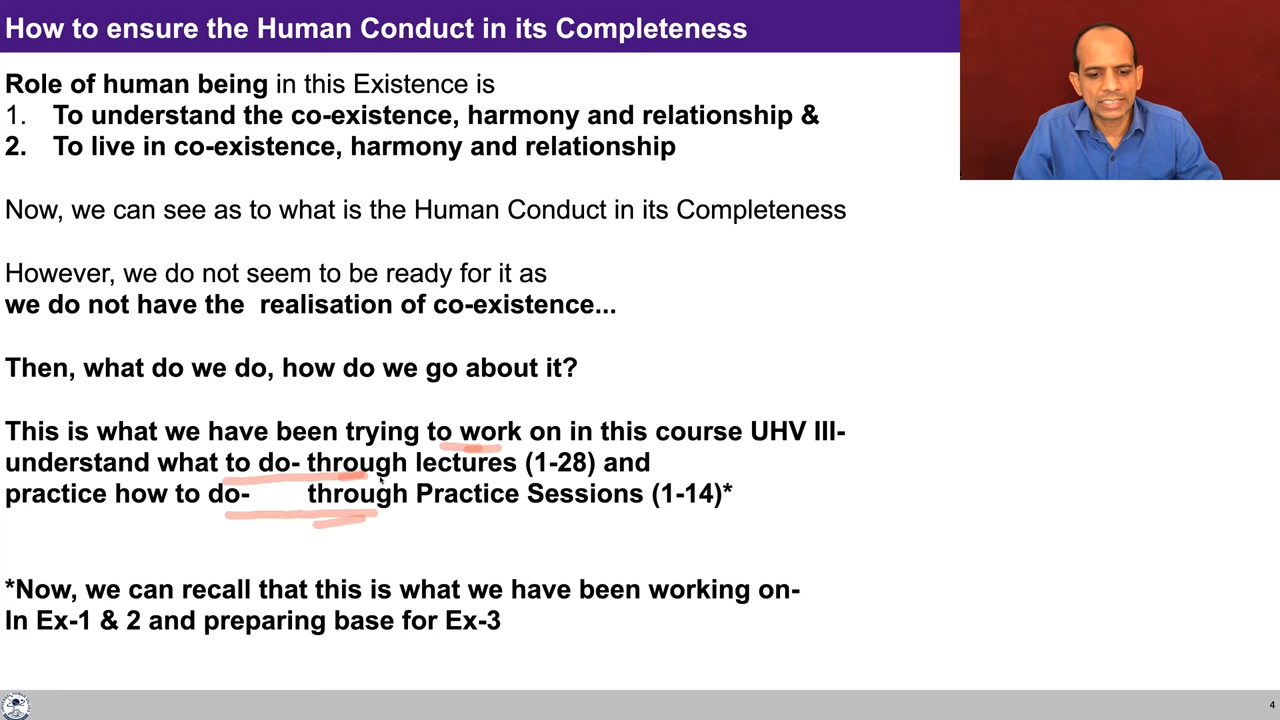 How to ensure the Human Conduct in its Completeness
Role of human being in this Existence is
1. To understand the co-existence, harmony and relationship &
2. To live in co-existence, harmony and relationship
Now, we can see as to what is the Human Conduct in its Completeness
However, we do not seem to be ready for it as
we do not have the realisation of co-existence...
Then, what do we do, how do we go about it?
This is what we have been trying to work on in this course UHV III-
understand what to do- through lectures (1-28) and
practice how to do- through Practice Sessions (1-14)*
*Now, we can recall that this is what we have been working on-
In Ex-1 & 2 and preparing base for Ex-3
4